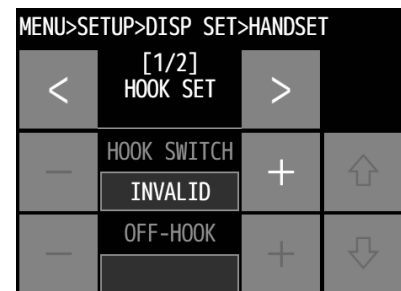 MENU>SETUP>DISP SET>HANDSET
[1/2]
< HOOK SET >
HOOK SWITCH
- INVALID +
OFF-HOOK
- +